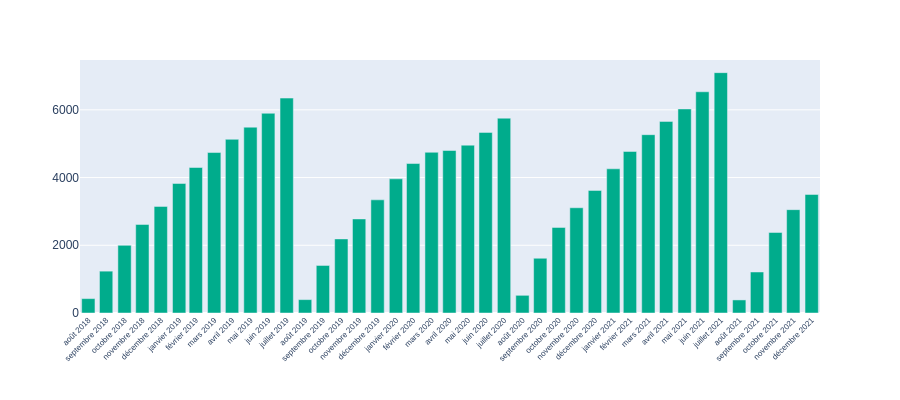 6000
4000
2000
0
août 2018
septembre 2018
octobre 2018
novembre 2018
décembre 2018
janvier 2019
février 2019
mars 2019
avril 2019
mai 2019
juin 2019
juillet 2019
août 2019
septembre 2019
octobre 2019
novembre 2019
décembre 2019
janvier 2020
février 2020
mars 2020
avril 2020
mai 2020
juin 2020
juillet 2020
août 2020
septembre 2020
octobre 2020
novembre 2020
décembre 2020
janvier 2021
février 2021
mars 2021
avril 2021
mai 2021
juin 2021
juillet 2021
août 2021
septembre 2021
octobre 2021
novembre 2021
décembre 2021